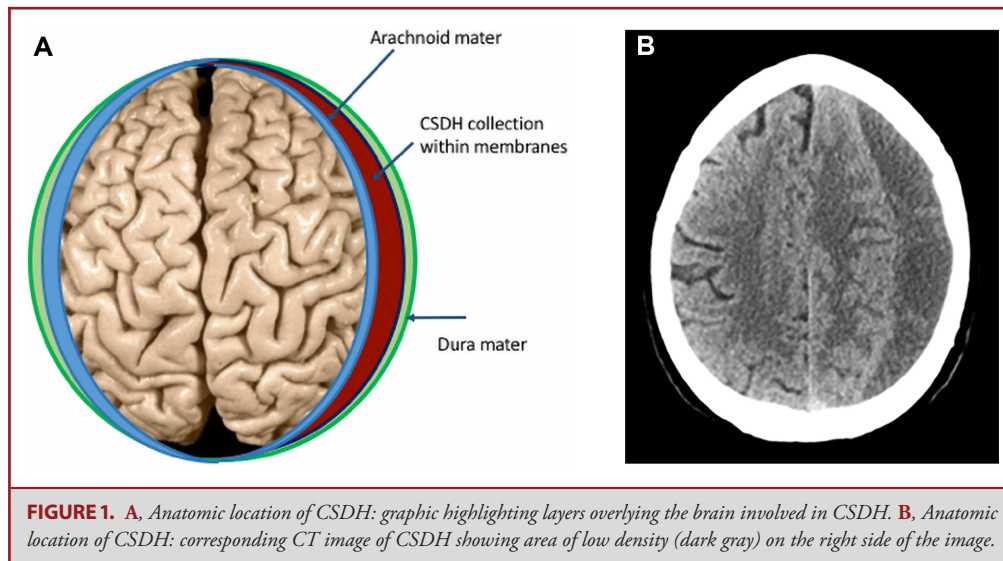 A
Arachnoid mater
CSDH collection
within membranes
Dura mater
B
FIGURE 1. A, Anatomic location of CSDH: graphic highlighting layers overlying the brain involved in CSDH. B, Anatomic
location of CSDH: corresponding CT image of CSDH showing area of low density (dark gray) on the right side of the image.